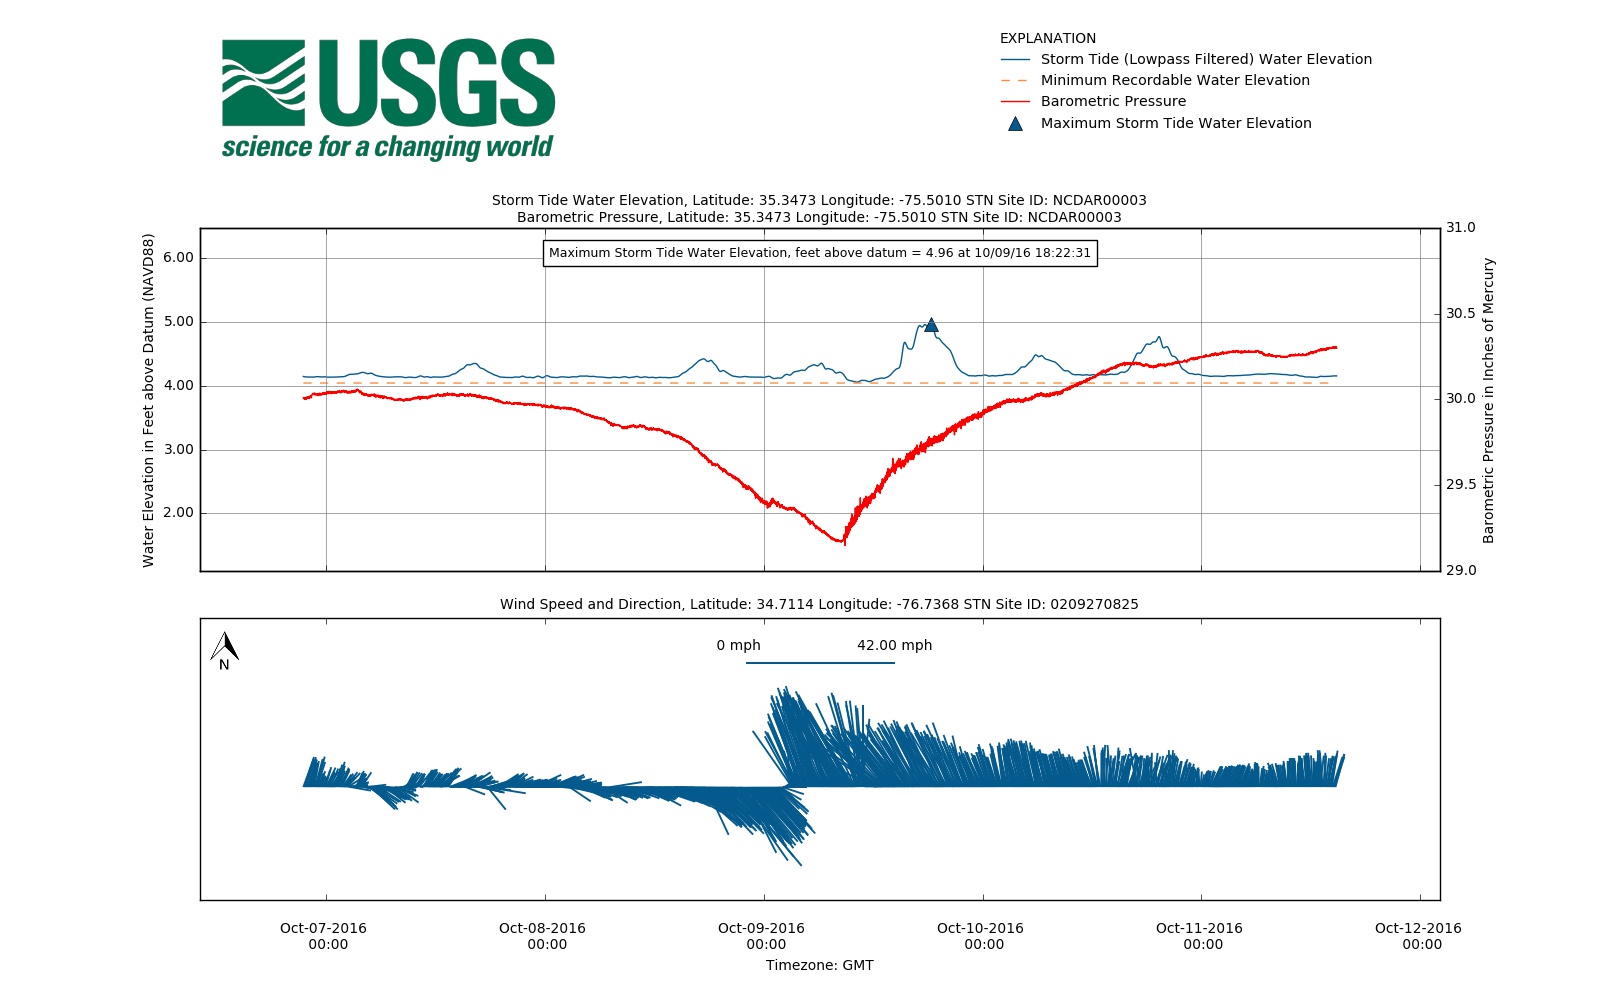 USGS
science for a changing world
EXPLANATION
Storm Tide (Lowpass Filtered) Water Elevation
Minimum Recordable Water Elevation
Barometric Pressure
Maximum Storm Tide Water Elevation
Storm Tide Water Elevation, Latitude: 35.3473 Longitude: -75.5010 STN Site ID: NCDAR00003
Barometric Pressure, Latitude: 35.3473 Longitude: -75.5010 STN Site ID: NCDAR00003
Maximum Storm Tide Water Elevation, feet above datum = 4.96 at 10/09/16 18:22:31
Water Elevation in Feet above Datum (NAVD88)
6.00
5.00
4.00
3.00
2.00
31.0
30.5
30.0
29.5
29.0
Barometric Pressure in Inches of Mercury
Wind Speed and Direction, Latitude: 34.7114 Longitude: -76.7368 STN Site ID: 0209270825
N
0 mph 42.00 mph
Oct-07-2016 Oct-08-2016 Oct-09-2016 Oct-10-2016 Oct-11-2016 Oct-12-2016
00:00 00:00 00:00 00:00 00:00 00:00
Timezone: GMT